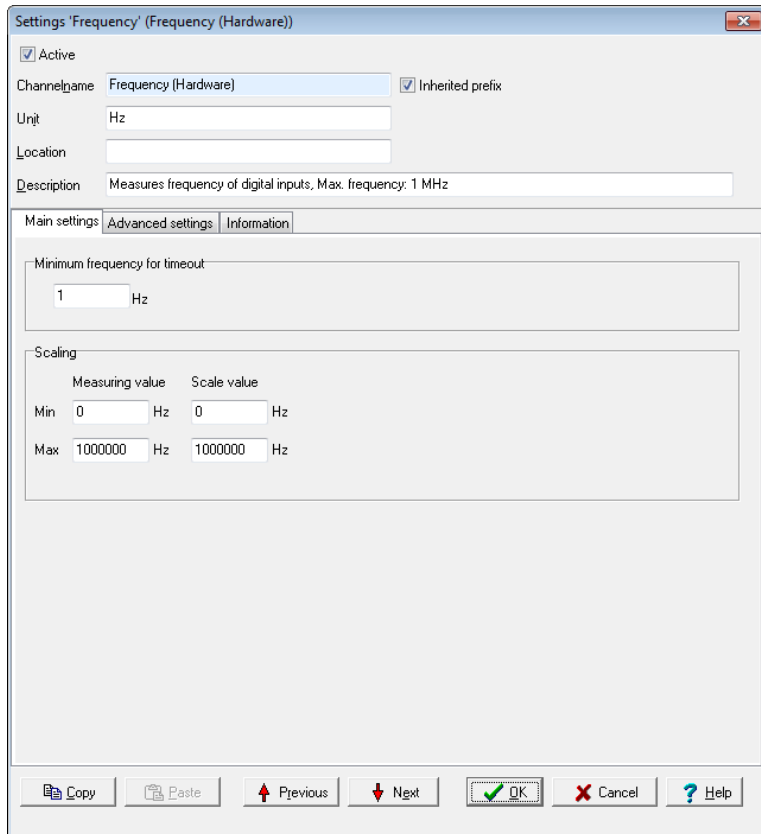 Settings 'Frequency' (Frequency (Hardware))
Active
Channelname Frequency (Hardware) Inherited prefix
Unit Hz
Location
Description Measures frequency of digital inputs, Max. frequency: 1 MHz
Main settings Advanced settings Information
Minimum frequency for timeout
1 Hz
Scaling
Measuring value Scale value
Min 0 Hz 0 Hz
Max 1000000 Hz 1000000 Hz
Copy Paste Previous Next OK Cancel ? Help